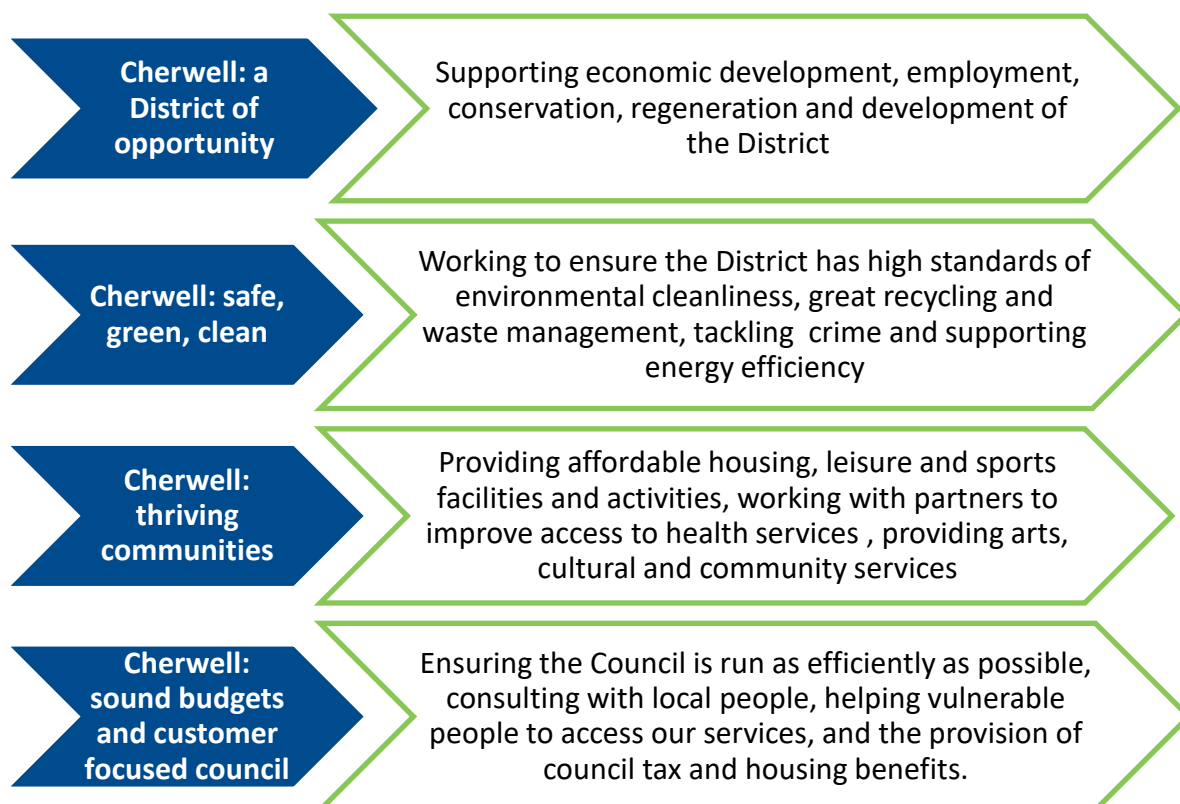 Cherwell: a
District of
opportunity
Supporting economic development, employment,
conservation, regeneration and development of
the District
Cherwell: safe,
green, clean
Working to ensure the District has high standards of
environmental cleanliness, great recycling and
waste management, tackling  crime and supporting
energy efficiency
Cherwell:
thriving
communities
Providing affordable housing, leisure and sports
facilities and activities, working with partners to
improve access to health services , providing arts,
cultural and community services
Cherwell:
sound budgets
and customer
focused council
Ensuring the Council is run as efficiently as possible,
consulting with local people, helping vulnerable
people to access our services, and the provision of
council tax and housing benefits.